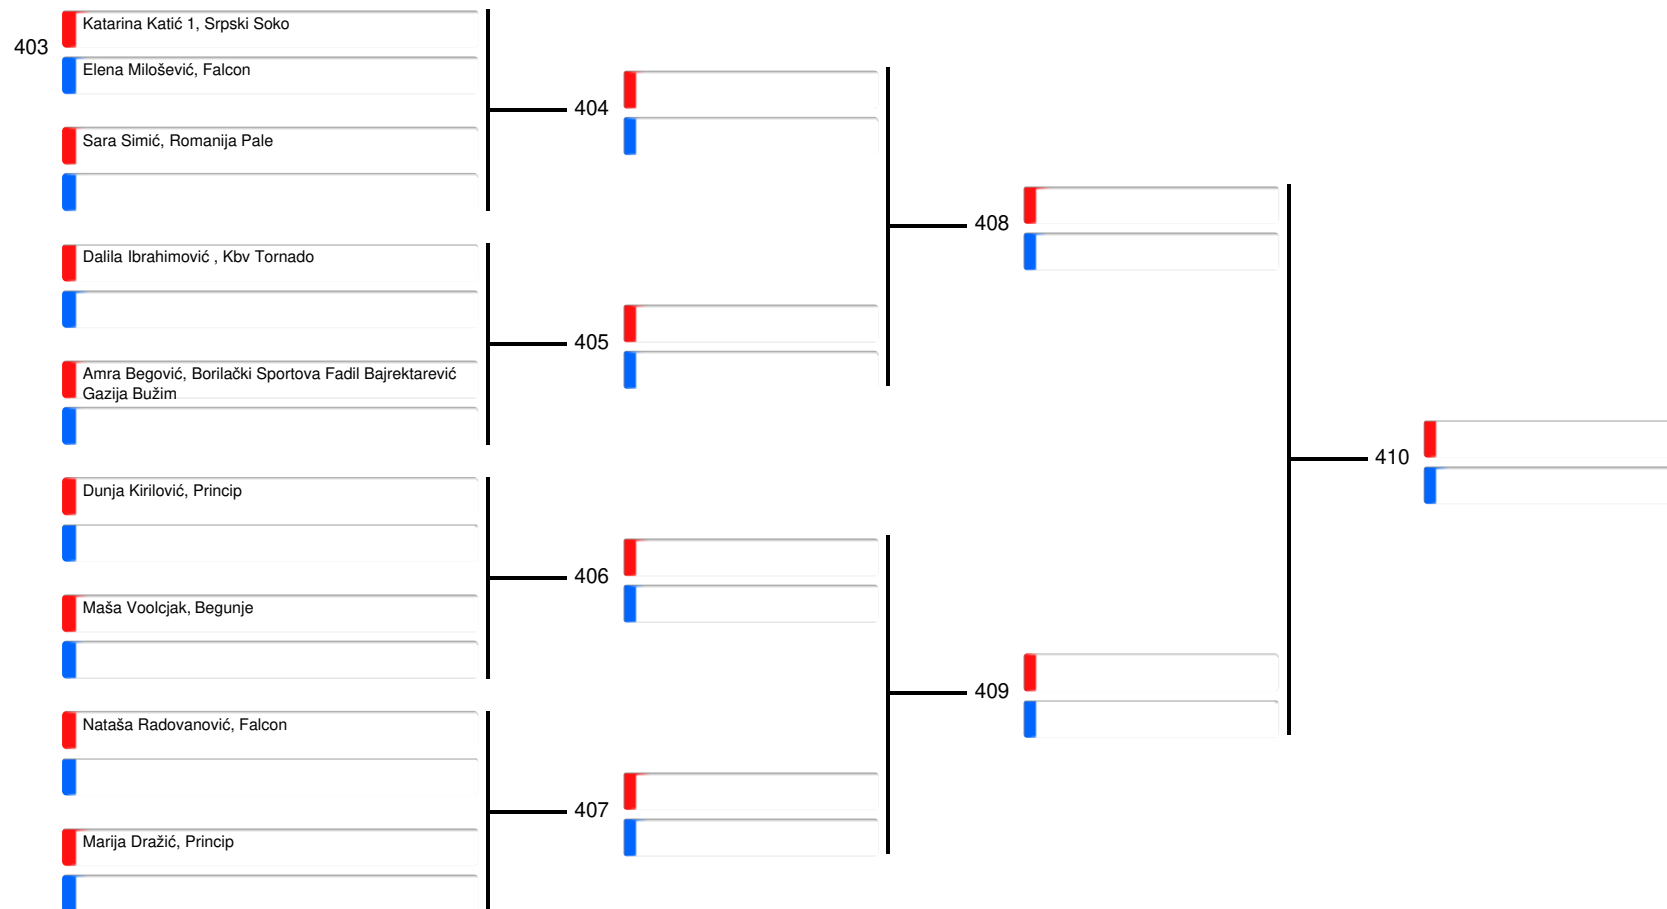 403
Katarina Katić 1, Srpski Soko
Elena Milošević, Falcon
404
Sara Simić, Romanija Pale
408
Dalila Ibrahimović , Kbv Tornado
405
Amra Begović, Borilački Sportova Fadil Bajrektarević
Gazija Bužim
410
Dunja Kirilović, Princip
406
Maša Voolcjak, Begunje
409
Nataša Radovanović, Falcon
407
Marija Dražić, Princip